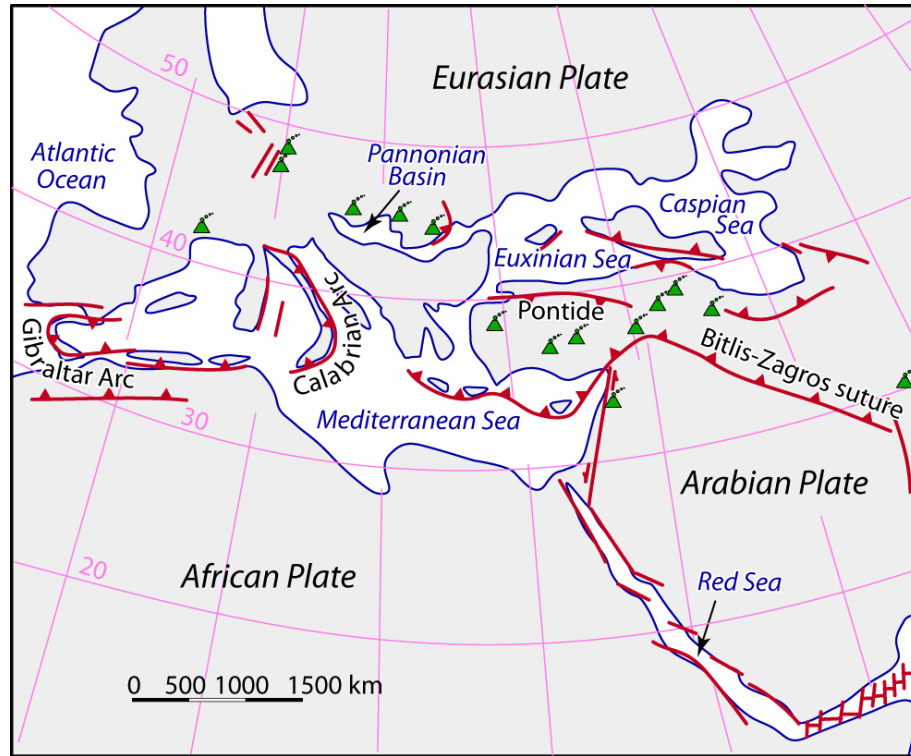 Eurasian Plate
50
Atlantic
Ocean
Pannonian
Basin
Caspian
Sea
40
Euxinian Sea
Pontide
Calabrian Arc
Gibraltar Arc
Bitlis-Zagros suture
Mediterranean Sea
30
Arabian Plate
African Plate
20
Red Sea
0 500 1000 1500 km